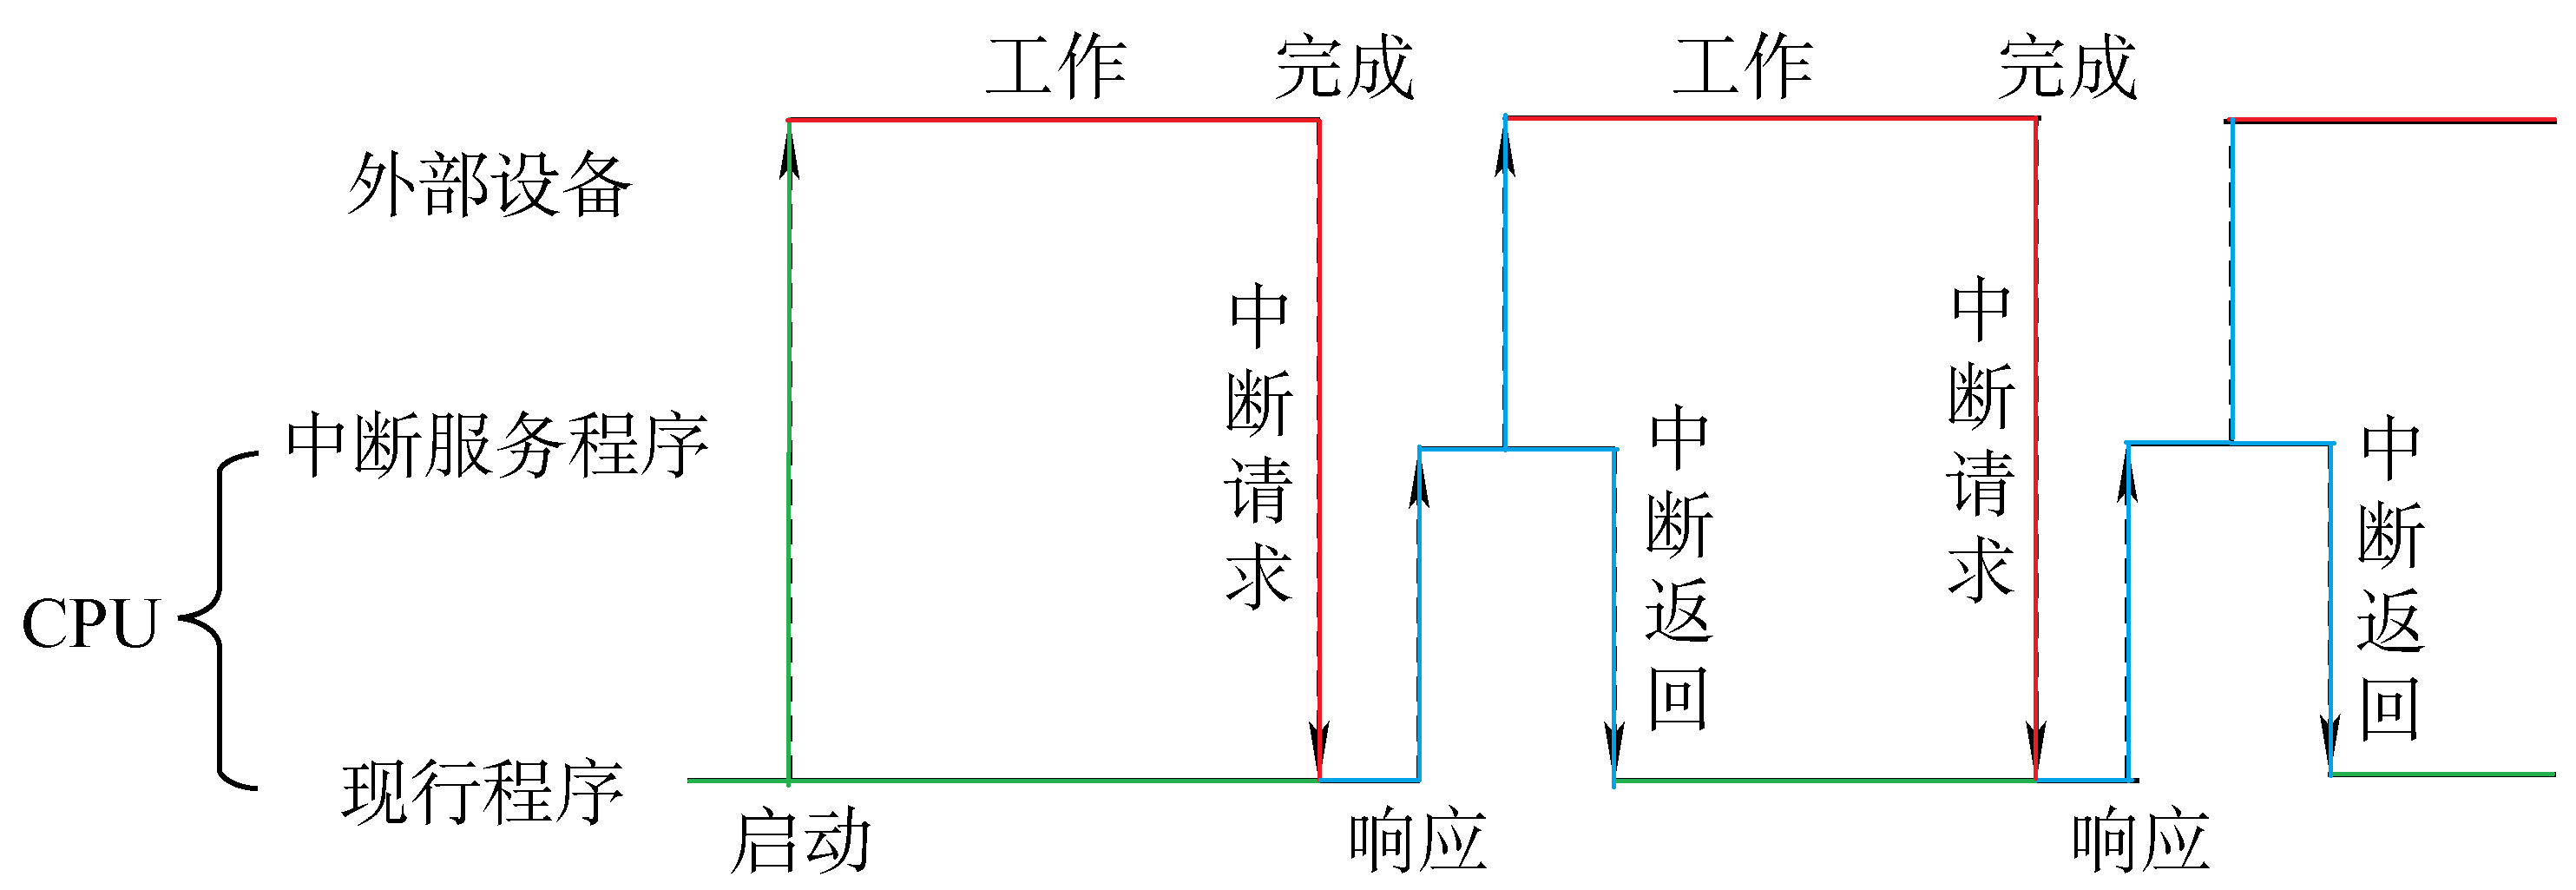 工作 完成 工作 完成
外部设备
中断请求
中断请求
中断服务程序
中断返回
中断返回
CPU
现行程序
启动 响应 响应